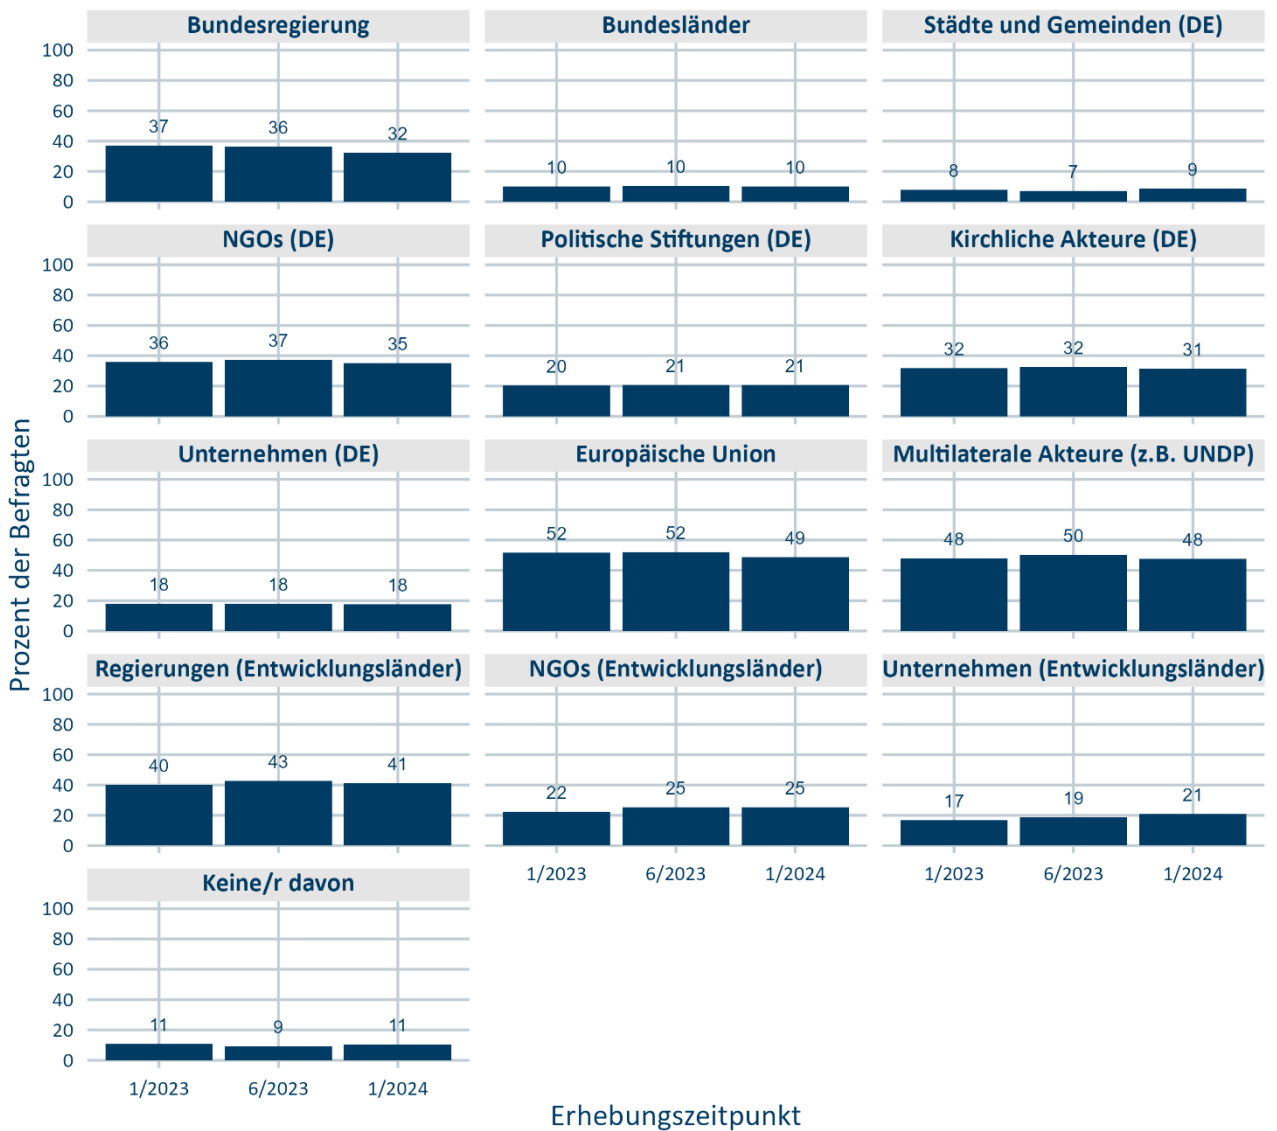 Bundesregierung
Bundesländer
Städte und Gemeinden (DE)
100
80
60
40
20
0
37 36 32
10 10 10
8 7 9
NGOs (DE)
Politische Stiftungen (DE)
Kirchliche Akteure (DE)
100
80
60
40
20
0
36 37 35
20 21 21
32 32 31
Unternehmen (DE)
Europäische Union
Multilaterale Akteure (z.B. UNDP)
100
80
60
40
20
0
18 18 18
52 52 49
48 50 48
Prozent der Befragten
Regierungen (Entwicklungsländer)
NGOs (Entwicklungsländer)
Unternehmen (Entwicklungsländer)
100
80
60
40
20
0
40 43 41
22 25 25
17 19 21
1/2023 6/2023 1/2024
1/2023 6/2023 1/2024
Keine/r davon
100
80
60
40
20
0
11 9 11
1/2023 6/2023 1/2024
Erhebungszeitpunkt